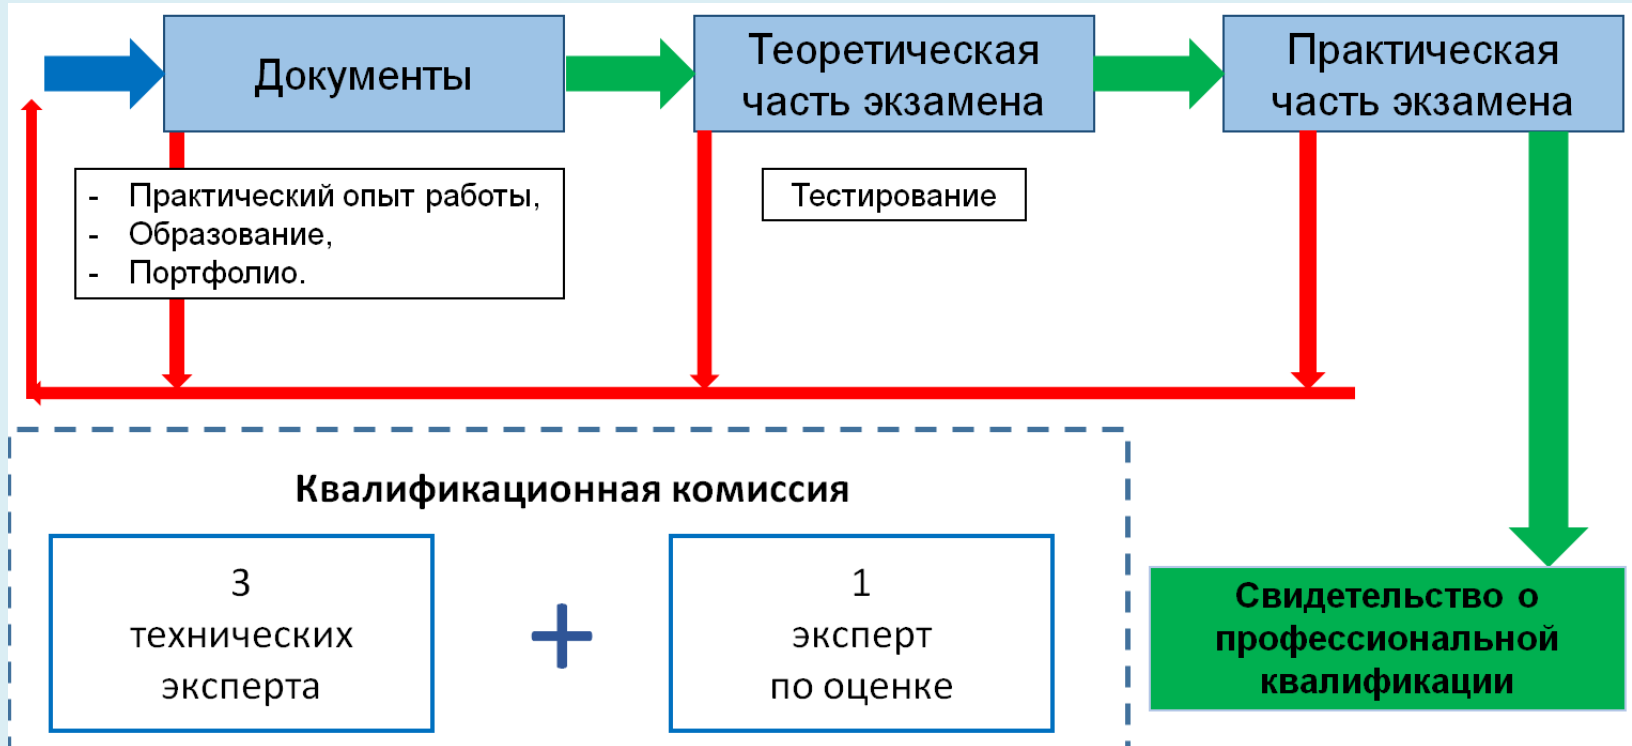 Документы
Теоретическая
часть экзамена
Практическая
часть экзамена
- Практический опыт работы,
- Образование,
- Портфолио.
Тестирование
Квалификационная комиссия
3
технических
эксперта
+
1
эксперт
по оценке
Свидетельство о
профессиональной
квалификации